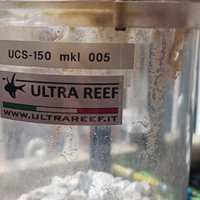 UCS-150 mkl 005
ULTRA REEF
WWW.ULTRAREEF.IT